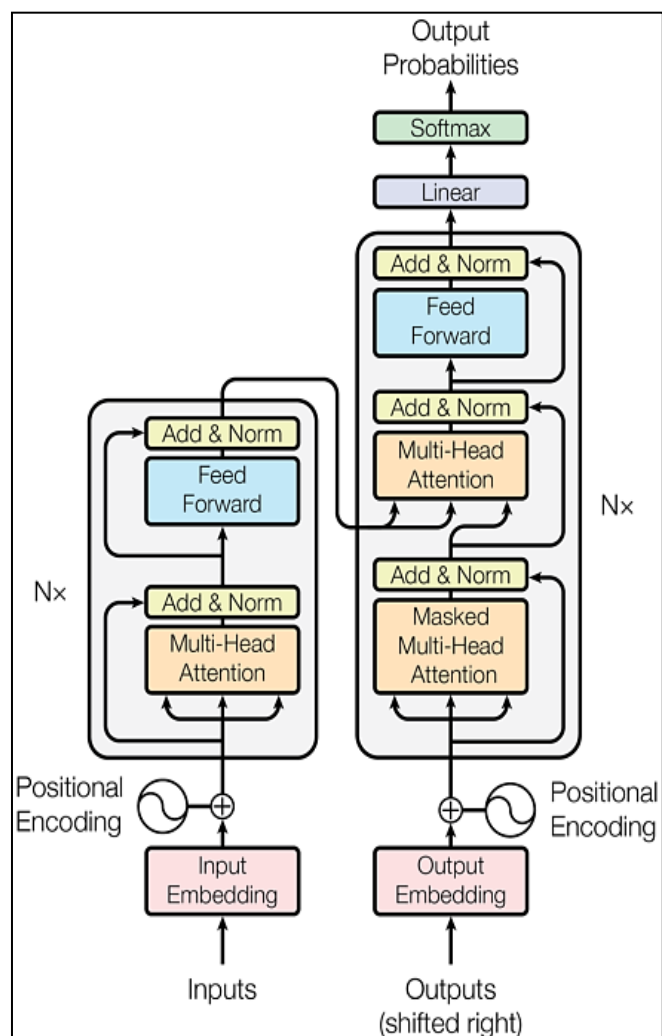 Output
Probabilities
Softmax
Linear
Add & Norm
Feed
Forward
Add & Norm
Multi-Head
Attention
Nx
Add & Norm
Masked
Multi-Head
Attention
Add & Norm
Feed
Forward
Nx
Add & Norm
Multi-Head
Attention
Positional
Encoding
Positional
Encoding
Input
Embedding
Output
Embedding
Inputs
Outputs
(shifted right)